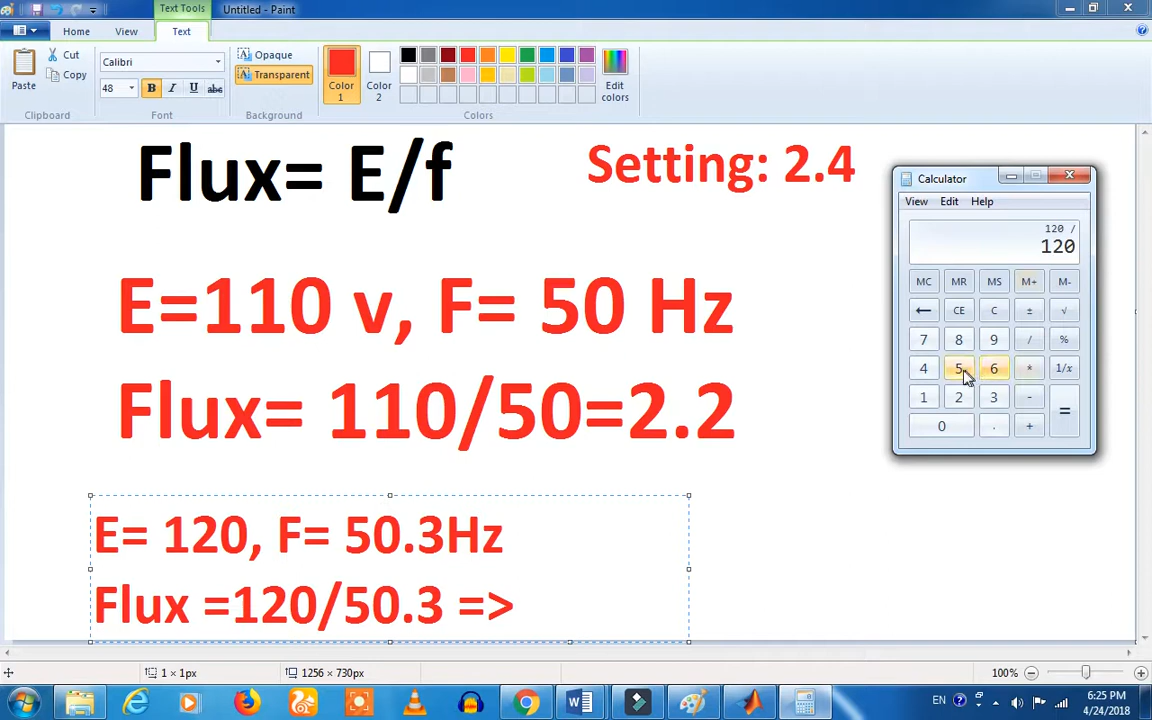 Text Tools
Untitled - Paint
Home
View
Text
Paste
Cut
Copy
Clipboard
Calibri
48
B I U abc
Font
Opaque
Transparent
Background
Color 1
Color 2
Edit colors
Colors
Flux= E/f
Setting: 2.4
E=110 v, F= 50 Hz
Flux= 110/50=2.2
E= 120, F= 50.3Hz
Flux =120/50.3 =>
Calculator
View Edit Help
120 /
120
MC MR MS M+ M-
← CE C ± √
7 8 9 / %
4 5 6 * 1/x
1 2 3 - =
0 . +
1 × 1px
1256 × 730px
100%
EN
6:25 PM
4/24/2018